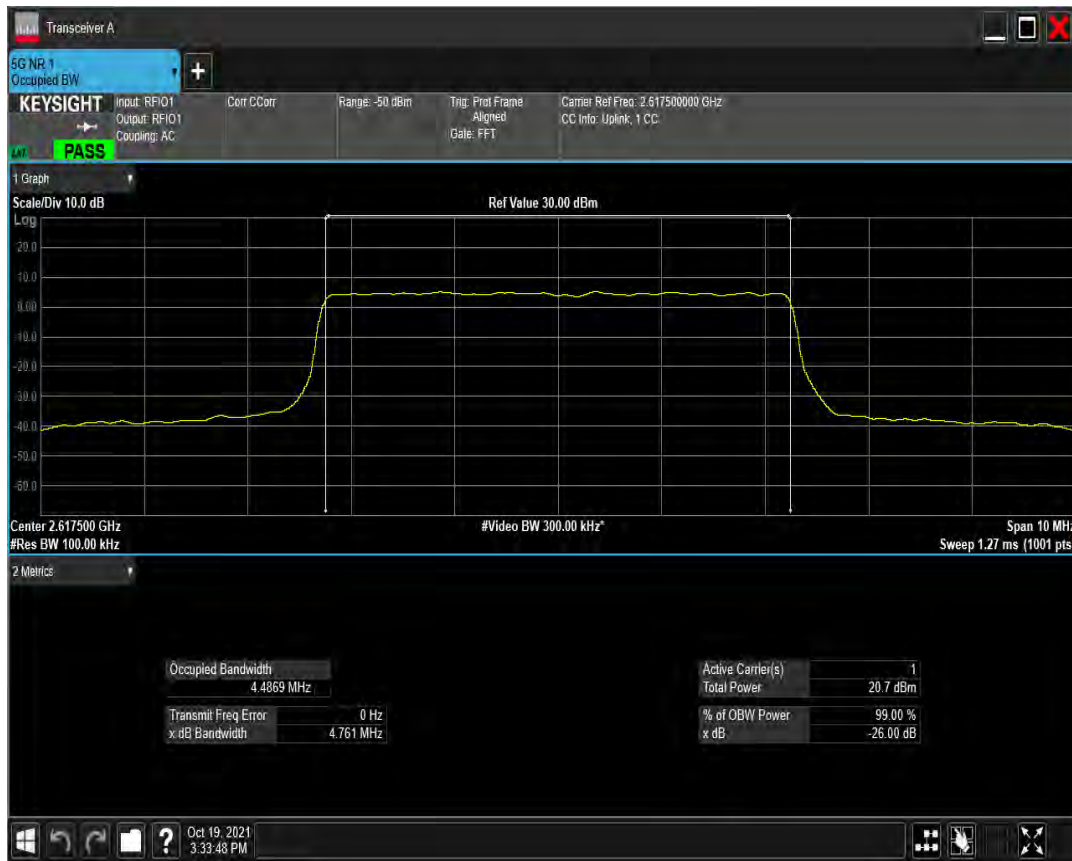 Transceiver A
5G NR 1
Occupied BW
+
KEYSIGHT
Input: RFIO1
Output: RFIO1
Coupling: AC
Corr CCorr
Range: -50 dBm
Trig: Prot Frame
Aligned
Gate: FFT
Carrier Ref Freq: 2.617500000 GHz
CC Info: Uplink, 1 CC
PASS
1 Graph
Scale/Div 10.0 dB
Ref Value 30.00 dBm
Log
20.0
10.0
0.00
-10.0
-20.0
-30.0
-40.0
-50.0
-60.0
Center 2.617500 GHz
#Video BW 300.00 kHz*
Span 10 MHz
#Res BW 100.00 kHz
Sweep 1.27 ms (1001 pts
2 Metrics
Occupied Bandwidth
4.4869 MHz
Transmit Freq Error 0 Hz
x dB Bandwidth 4.761 MHz
Active Carrier(s) 1
Total Power 20.7 dBm
% of OBW Power 99.00 %
x dB -26.00 dB
?
Oct 19, 2021
3:33:48 PM